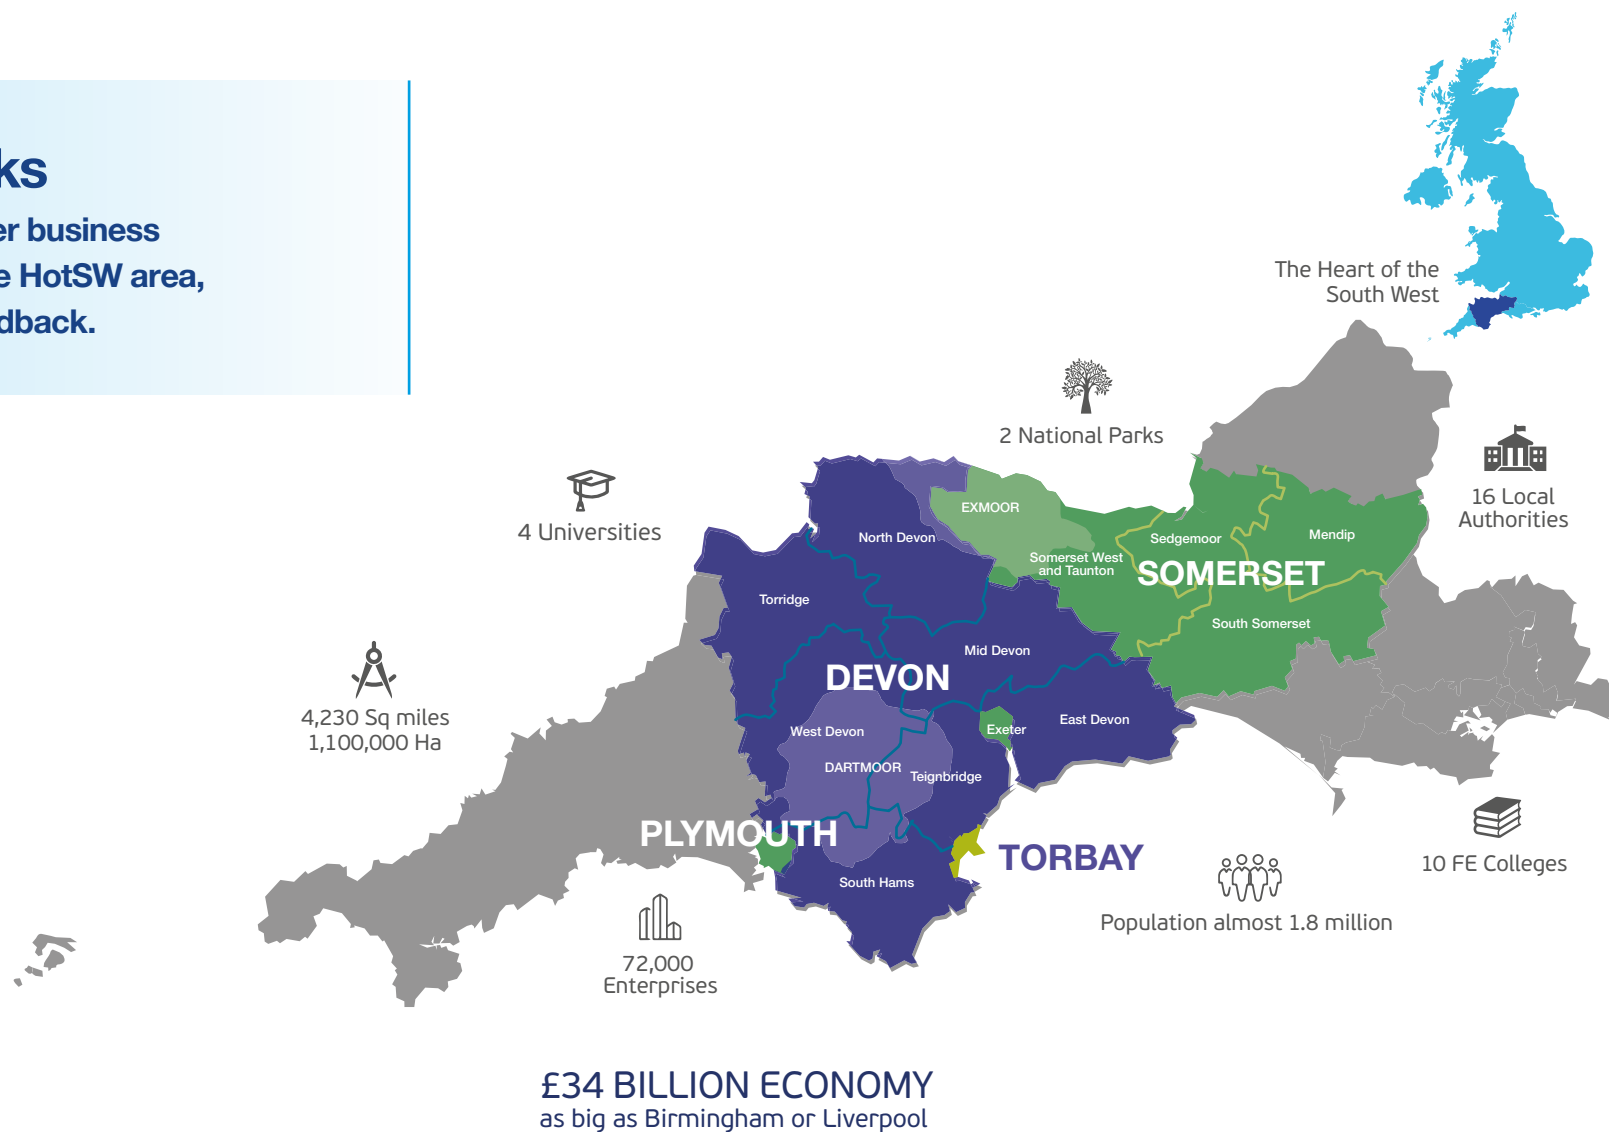 ks
er business
e HotSW area,
dback.
The Heart of the
South West
2 National Parks
16 Local
Authorities
4 Universities
EXMOOR
North Devon
Sedgemoor
Mendip
Somerset West
and Taunton
SOMERSET
Torridge
South Somerset
Mid Devon
DEVON
4,230 Sq miles
1,100,000 Ha
West Devon
Exeter
East Devon
DARTMOOR
Teignbridge
PLYMOUTH
TORBAY
10 FE Colleges
South Hams
Population almost 1.8 million
72,000
Enterprises
£34 BILLION ECONOMY
as big as Birmingham or Liverpool